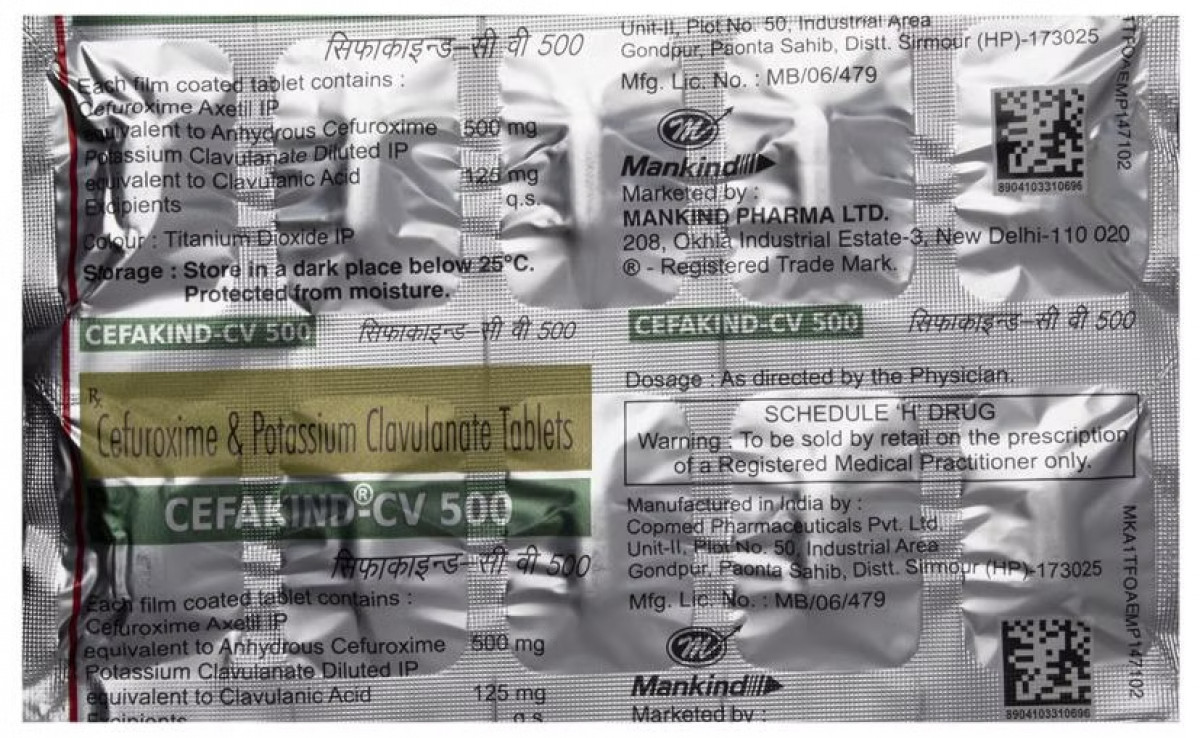 सिफाकाइन्ड-सी वी 500
Each film coated tablet contains :
Cefuroxime Axetil IP
equivalent to Anhydrous Cefuroxime 500 mg
Potassium Clavulanate Diluted IP
equivalent to Clavulanic Acid 125 mg
Excipients q.s.
Colour : Titanium Dioxide IP
Storage : Store in a dark place below 25°C.
Protected from moisture.
Unit-II, Plot No. 50, Industrial Area
Gondpur, Paonta Sahib, Distt. Sirmour (HP)-173025
Mfg. Lic. No. : MB/06/479
m
Mankind
Marketed by :
MANKIND PHARMA LTD.
208, Okhla Industrial Estate-3, New Delhi-110 020
® - Registered Trade Mark.
TFOAEMP147102
8904103310696
CEFAKIND-CV 500 सिफाकाइन्ड-सी वी 500
CEFAKIND-CV 500 सिफाकाइन्ड-सी वी 500
Rx
Cefuroxime & Potassium Clavulanate Tablets
CEFAKIND®-CV 500
सिफाकाइन्ड-सी वी 500
Each film coated tablet contains :
Cefuroxime Axetil IP
equivalent to Anhydrous Cefuroxime 500 mg
Potassium Clavulanate Diluted IP
equivalent to Clavulanic Acid 125 mg
Excipients q.s.
Dosage : As directed by the Physician.
SCHEDULE 'H' DRUG
Warning : To be sold by retail on the prescription
of a Registered Medical Practitioner only.
Manufactured in India by :
Copmed Pharmaceuticals Pvt. Ltd.
Unit-II, Plot No. 50, Industrial Area
Gondpur, Paonta Sahib, Distt. Sirmour (HP)-173025
Mfg. Lic. No. : MB/06/479
m
Mankind
Marketed by :
MKA1TFOAEMP147102
8904103310696